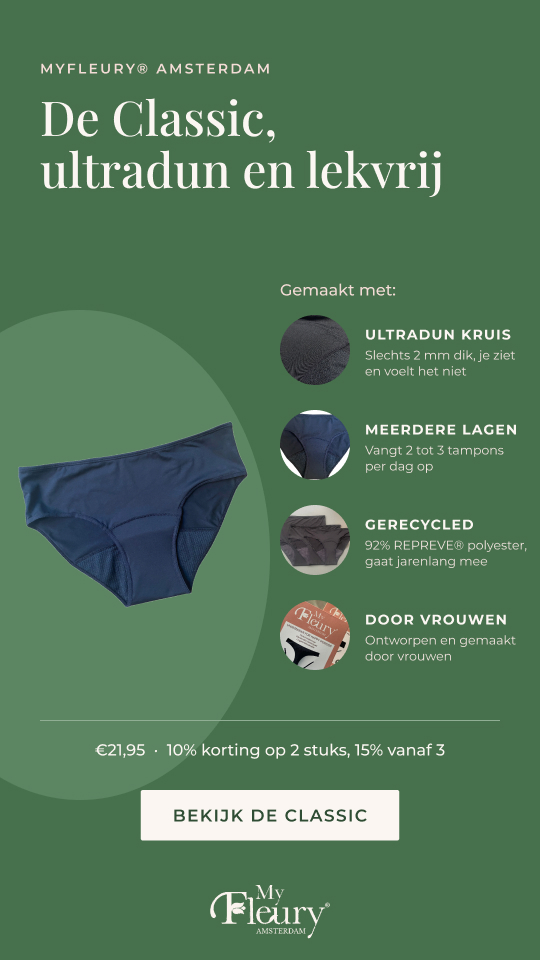 MYFLEURY® AMSTERDAM
De Classic,
ultradun en lekvrij
Gemaakt met:
ULTRADUN KRUIS
Slechts 2 mm dik, je ziet
en voelt het niet
MEERDERE LAGEN
Vangt 2 tot 3 tampons
per dag op
GERECYCLED
92% REPREVE® polyester,
gaat jarenlang mee
My
Fleury
DOOR VROUWEN
Ontworpen en gemaakt
door vrouwen
€21,95 · 10% korting op 2 stuks, 15% vanaf 3
BEKIJK DE CLASSIC
My
Fleury®
AMSTERDAM